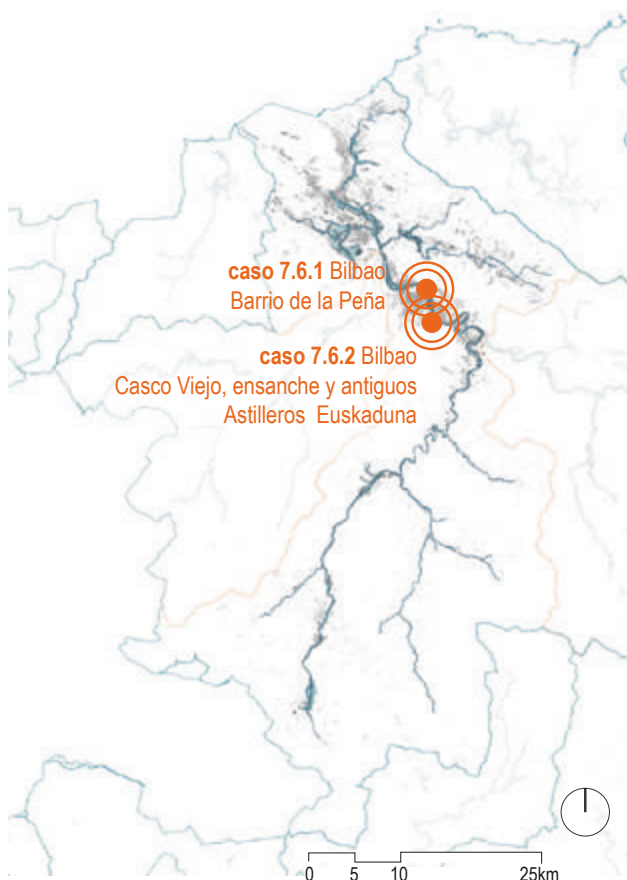 caso 7.6.1 Bilbao
Barrio de la Peña
caso 7.6.2 Bilbao
Casco Viejo, ensanche y antiguos
Astilleros Euskaduna
0 5 10 25km